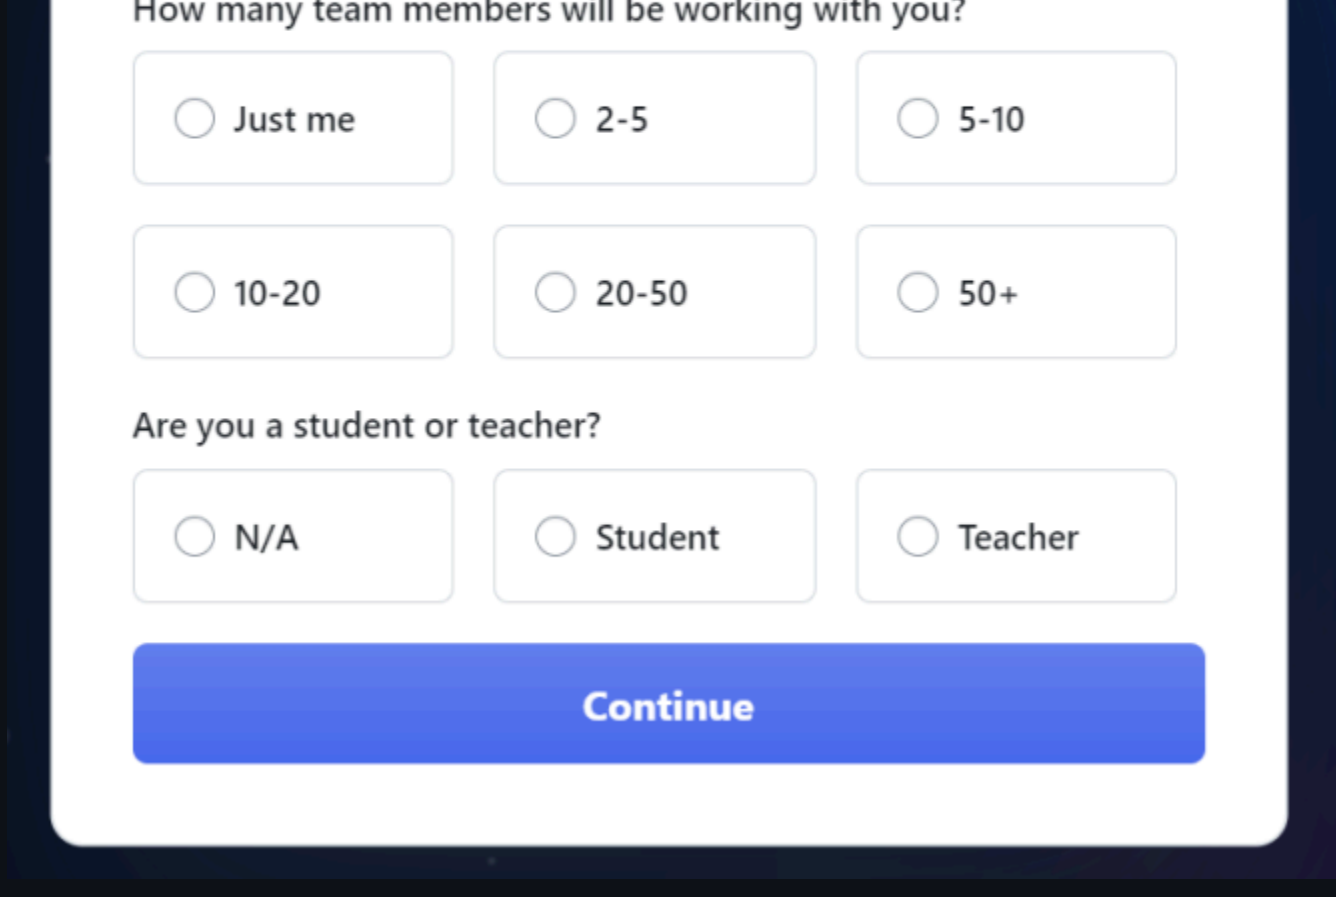 How many team members will be working with you?
Just me
2-5
5-10
10-20
20-50
50+
Are you a student or teacher?
N/A
Student
Teacher
Continue